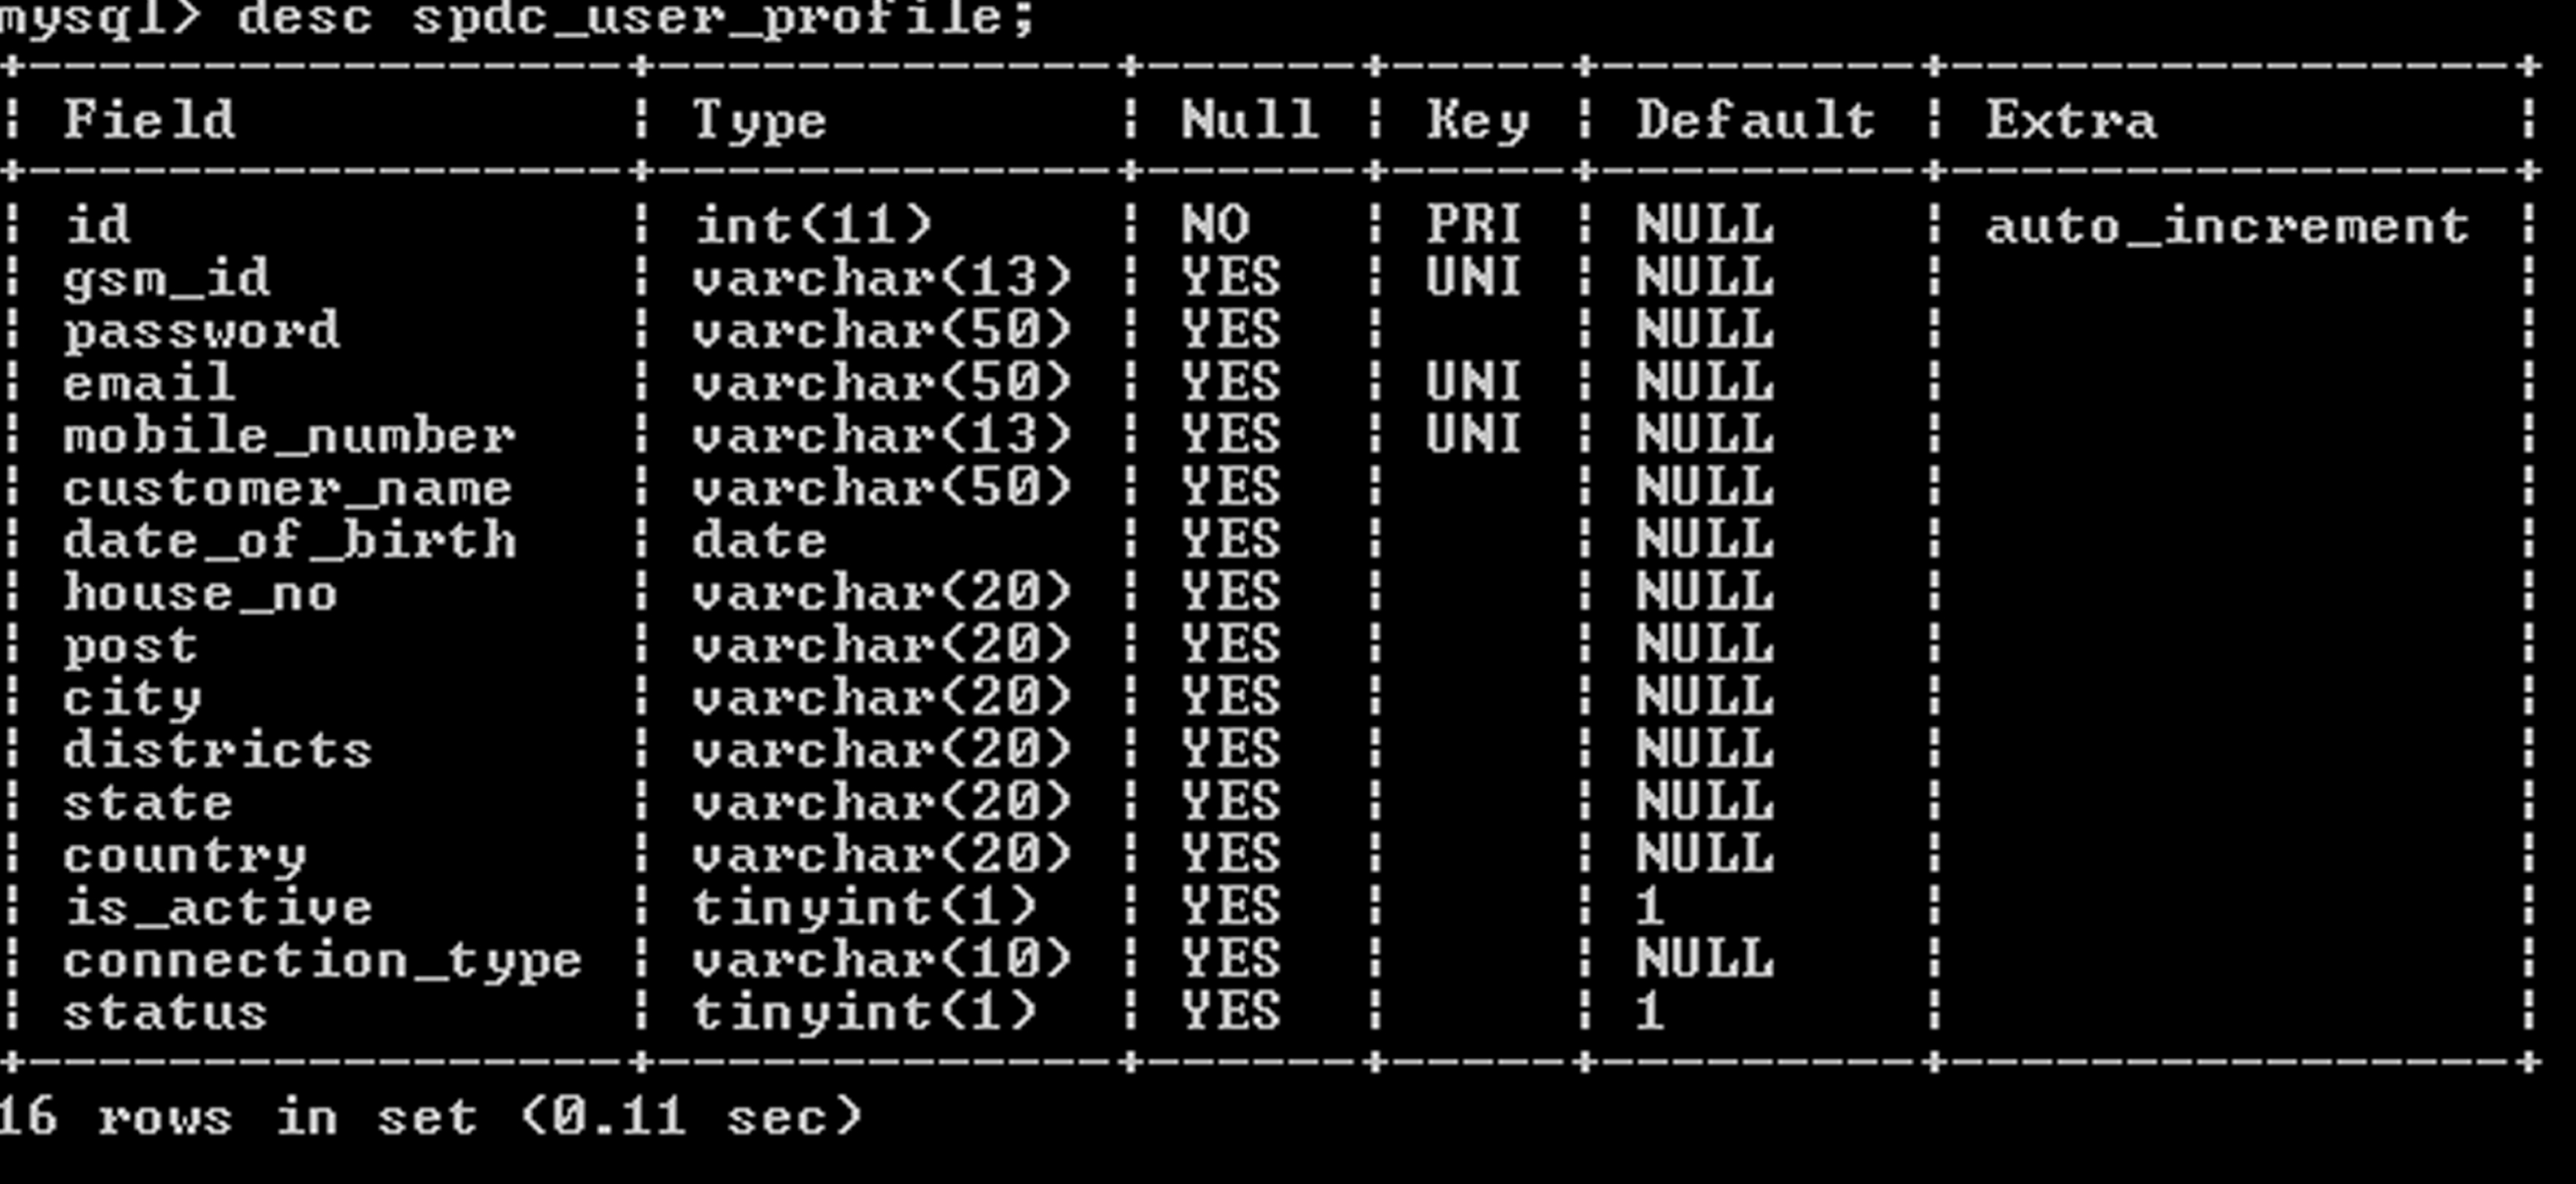 mysql> desc spdc_user_profile;
+------------------+-------------+------+-----+---------+----------------+
| Field            | Type        | Null | Key | Default | Extra          |
+------------------+-------------+------+-----+---------+----------------+
| id               | int(11)     | NO   | PRI | NULL    | auto_increment |
| gsm_id           | varchar(13) | YES  | UNI | NULL    |                |
| password         | varchar(50) | YES  |     | NULL    |                |
| email            | varchar(50) | YES  | UNI | NULL    |                |
| mobile_number    | varchar(13) | YES  | UNI | NULL    |                |
| customer_name    | varchar(50) | YES  |     | NULL    |                |
| date_of_birth    | date        | YES  |     | NULL    |                |
| house_no         | varchar(20) | YES  |     | NULL    |                |
| post             | varchar(20) | YES  |     | NULL    |                |
| city             | varchar(20) | YES  |     | NULL    |                |
| districts        | varchar(20) | YES  |     | NULL    |                |
| state            | varchar(20) | YES  |     | NULL    |                |
| country          | varchar(20) | YES  |     | NULL    |                |
| is_active        | tinyint(1)  | YES  |     | 1       |                |
| connection_type  | varchar(10) | YES  |     | NULL    |                |
| status           | tinyint(1)  | YES  |     | 1       |                |
+------------------+-------------+------+-----+---------+----------------+
16 rows in set (0.11 sec)